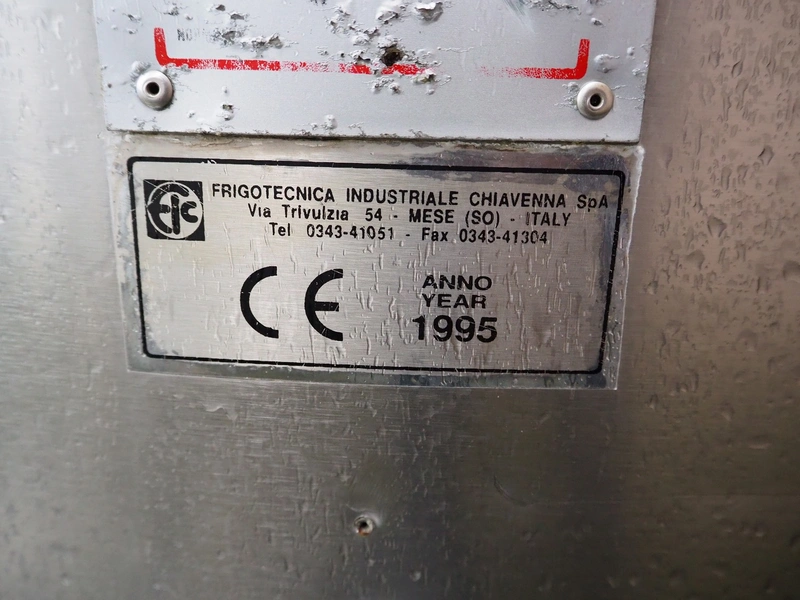 FRIGOTECNICA INDUSTRIALE CHIAVENNA SpA
Via Trivulzia 54 - MESE (SO) - ITALY
Tel 0343-41051 - Fax 0343-41304
FIC
CE
ANNO
YEAR
1995